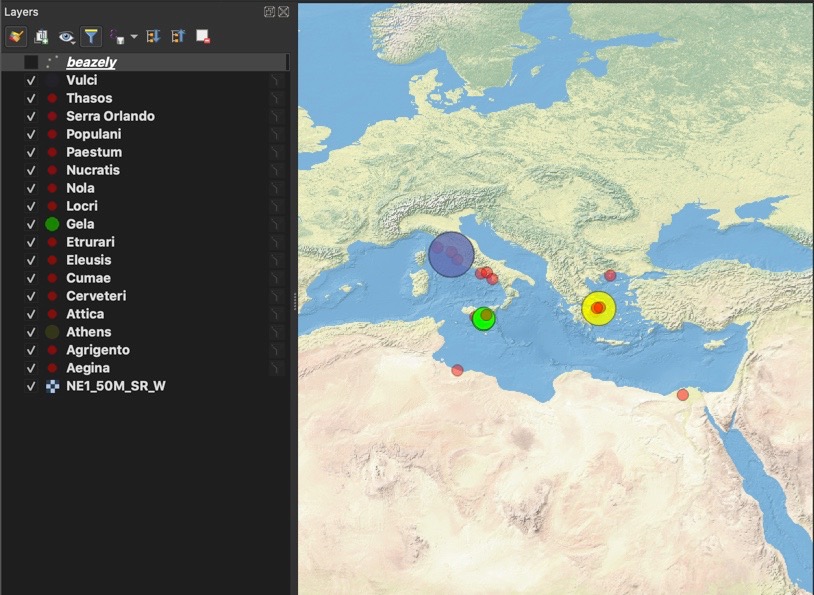 Layers
beazely
Vulci
Thasos
Serra Orlando
Populani
Paestum
Nucratis
Nola
Locri
Gela
Etrurari
Eleusis
Cumae
Cerveteri
Attica
Athens
Agrigento
Aegina
NE1_50M_SR_W